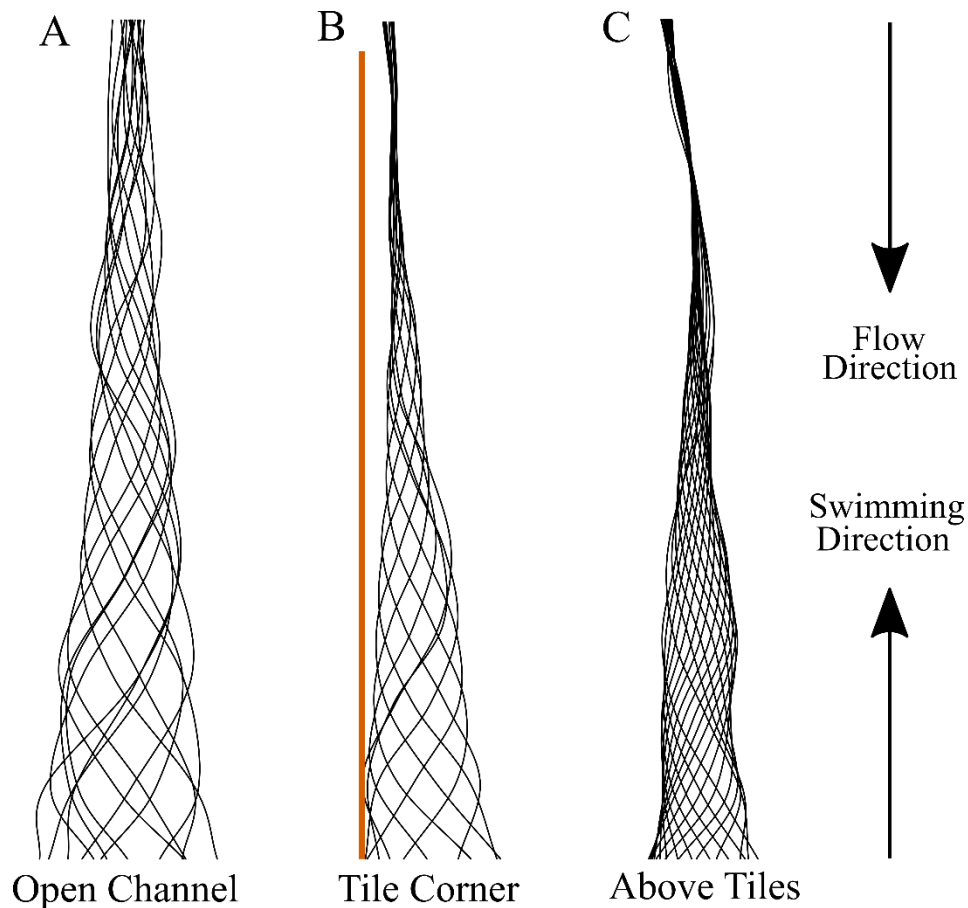 A
B
C
Flow
Direction
Swimming
Direction
Open Channel
Tile Corner
Above Tiles